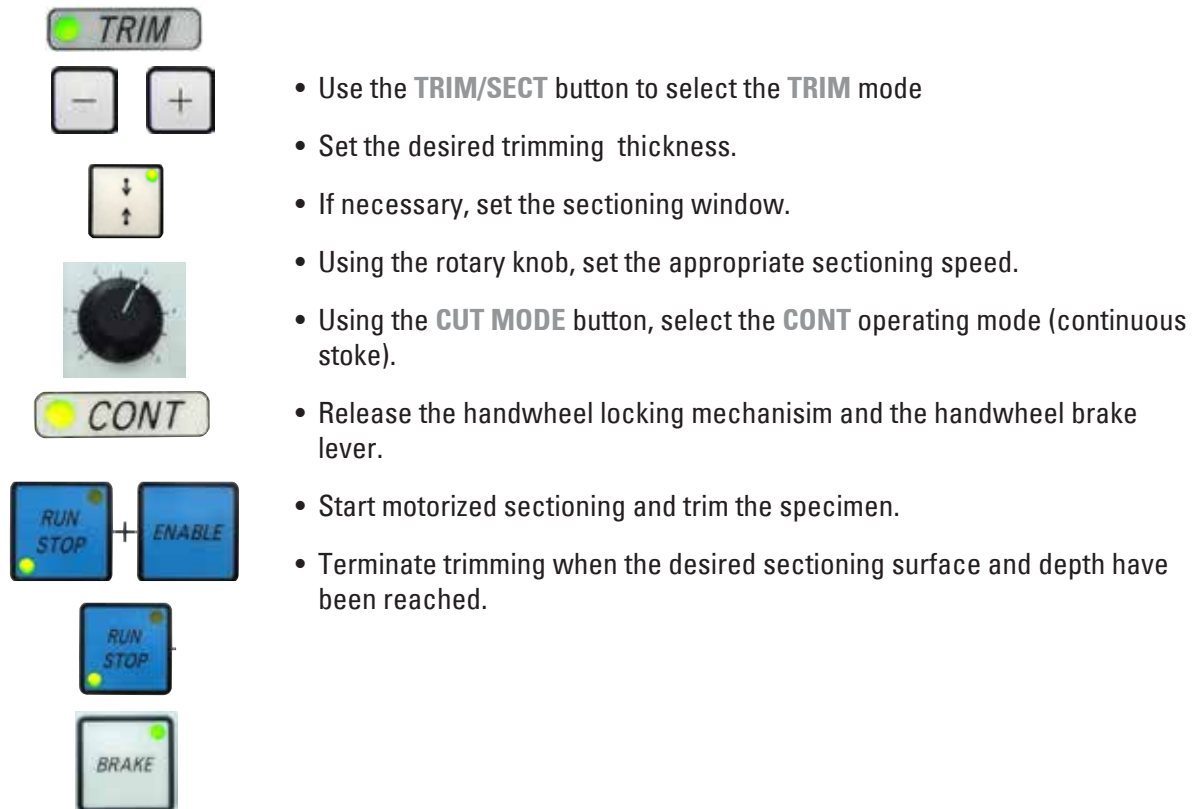 TRIM
− +
• Use the TRIM/SECT button to select the TRIM mode
• Set the desired trimming thickness.
• If necessary, set the sectioning window.
• Using the rotary knob, set the appropriate sectioning speed.
• Using the CUT MODE button, select the CONT operating mode (continuous
stoke).
CONT
• Release the handwheel locking mechanisim and the handwheel brake
lever.
RUN
STOP
+
ENABLE
• Start motorized sectioning and trim the specimen.
• Terminate trimming when the desired sectioning surface and depth have
been reached.
RUN
STOP
BRAKE